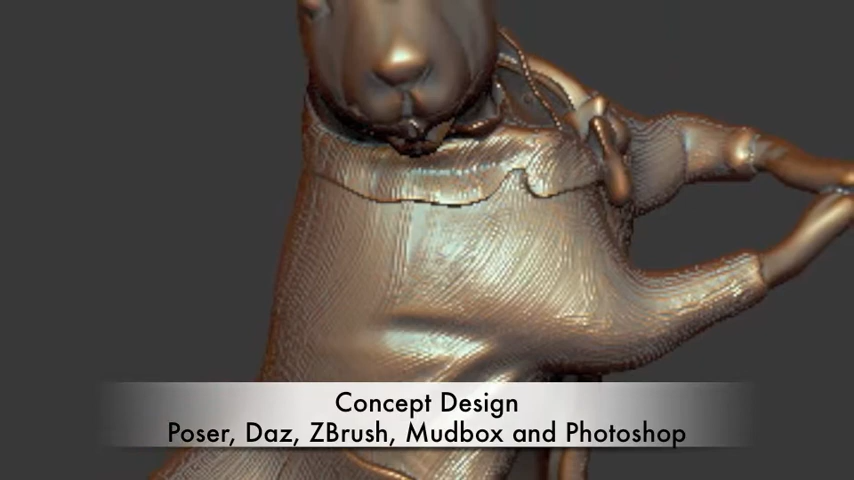 Concept Design
Poser, Daz, ZBrush, Mudbox and Photoshop